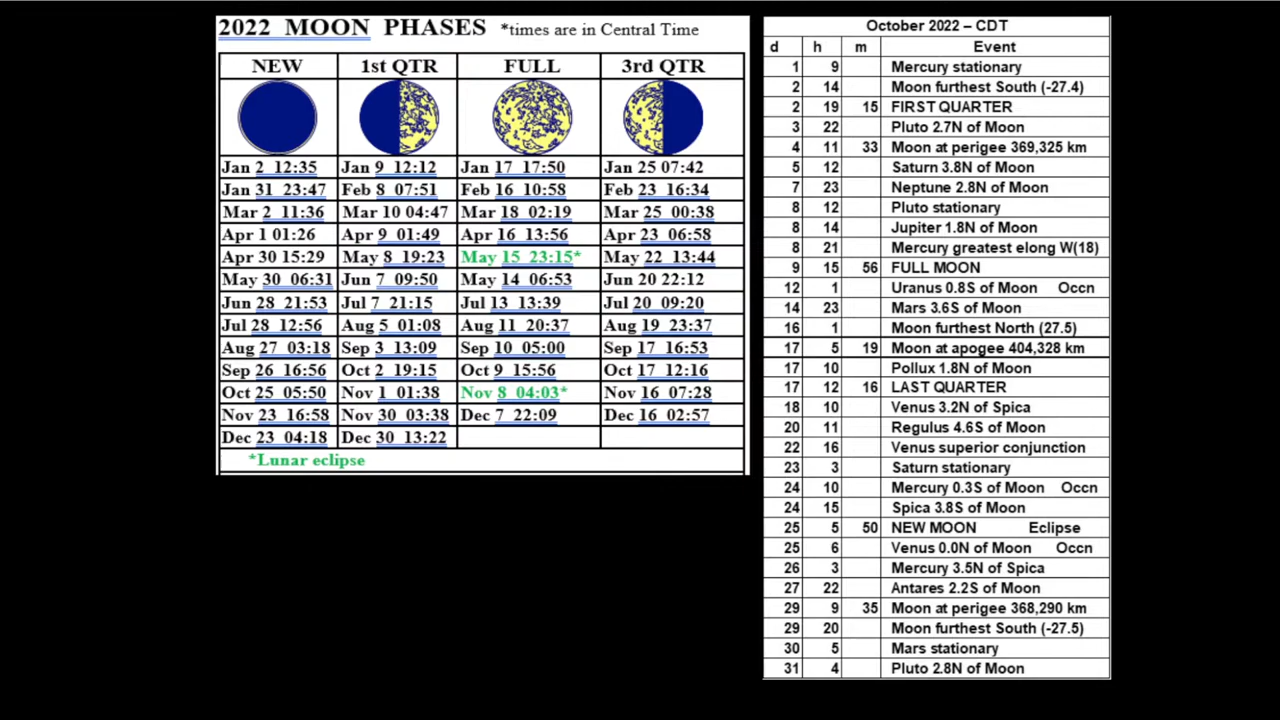 2022 MOON PHASES *times are in Central Time
NEW 1st QTR FULL 3rd QTR
Jan 2 12:35 Jan 9 12:12 Jan 17 17:50 Jan 25 07:42
Jan 31 23:47 Feb 8 07:51 Feb 16 10:58 Feb 23 16:34
Mar 2 11:36 Mar 10 04:47 Mar 18 02:19 Mar 25 00:38
Apr 1 01:26 Apr 9 01:49 Apr 16 13:56 Apr 23 06:58
Apr 30 15:29 May 8 19:23 May 15 23:15* May 22 13:44
May 30 06:31 Jun 7 09:50 May 14 06:53 Jun 20 22:12
Jun 28 21:53 Jul 7 21:15 Jul 13 13:39 Jul 20 09:20
Jul 28 12:56 Aug 5 01:08 Aug 11 20:37 Aug 19 23:37
Aug 27 03:18 Sep 3 13:09 Sep 10 05:00 Sep 17 16:53
Sep 26 16:56 Oct 2 19:15 Oct 9 15:56 Oct 17 12:16
Oct 25 05:50 Nov 1 01:38 Nov 8 04:03* Nov 16 07:28
Nov 23 16:58 Nov 30 03:38 Dec 7 22:09 Dec 16 02:57
Dec 23 04:18 Dec 30 13:22
*Lunar eclipse
October 2022 – CDT
d h m Event
1 9 Mercury stationary
2 14 Moon furthest South (-27.4)
2 19 15 FIRST QUARTER
3 22 Pluto 2.7N of Moon
4 11 33 Moon at perigee 369,325 km
5 12 Saturn 3.8N of Moon
7 23 Neptune 2.8N of Moon
8 12 Pluto stationary
8 14 Jupiter 1.8N of Moon
8 21 Mercury greatest elong W(18)
9 15 56 FULL MOON
12 1 Uranus 0.8S of Moon Occn
14 23 Mars 3.6S of Moon
16 1 Moon furthest North (27.5)
17 5 19 Moon at apogee 404,328 km
17 10 Pollux 1.8N of Moon
17 12 16 LAST QUARTER
18 10 Venus 3.2N of Spica
20 11 Regulus 4.6S of Moon
22 16 Venus superior conjunction
23 3 Saturn stationary
24 10 Mercury 0.3S of Moon Occn
24 15 Spica 3.8S of Moon
25 5 50 NEW MOON Eclipse
25 6 Venus 0.0N of Moon Occn
26 3 Mercury 3.5N of Spica
27 22 Antares 2.2S of Moon
29 9 35 Moon at perigee 368,290 km
29 20 Moon furthest South (-27.5)
30 5 Mars stationary
31 4 Pluto 2.8N of Moon